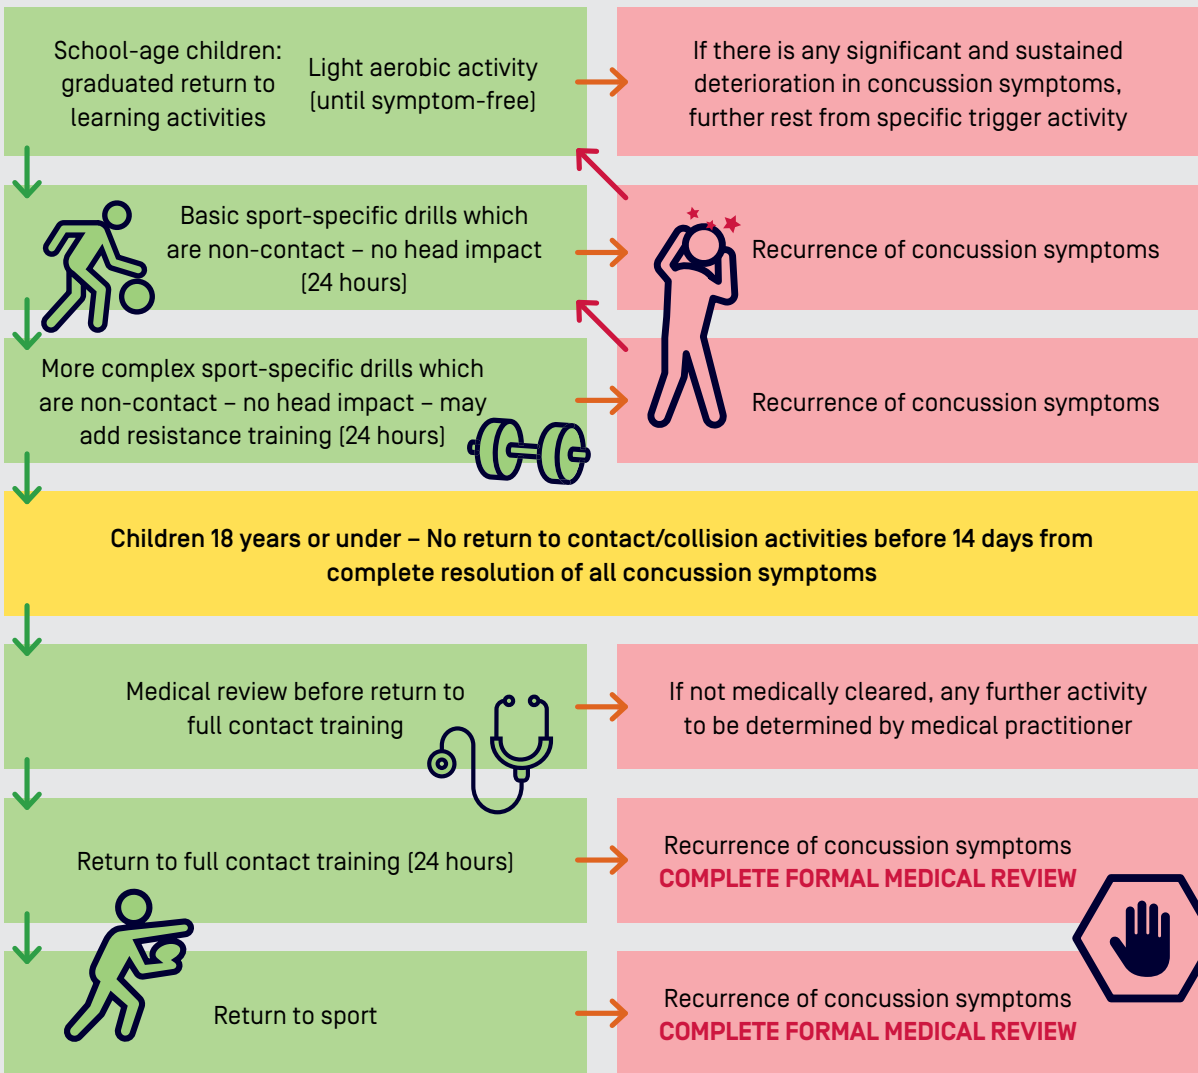 School-age children:
graduated return to
learning activities
Light aerobic activity
(until symptom-free)
If there is any significant and sustained
deterioration in concussion symptoms,
further rest from specific trigger activity
Basic sport-specific drills which
are non-contact – no head impact
(24 hours)
Recurrence of concussion symptoms
More complex sport-specific drills which
are non-contact – no head impact – may
add resistance training (24 hours)
Recurrence of concussion symptoms
Children 18 years or under – No return to contact/collision activities before 14 days from
complete resolution of all concussion symptoms
Medical review before return to
full contact training
If not medically cleared, any further activity
to be determined by medical practitioner
Return to full contact training (24 hours)
Recurrence of concussion symptoms
COMPLETE FORMAL MEDICAL REVIEW
Return to sport
Recurrence of concussion symptoms
COMPLETE FORMAL MEDICAL REVIEW